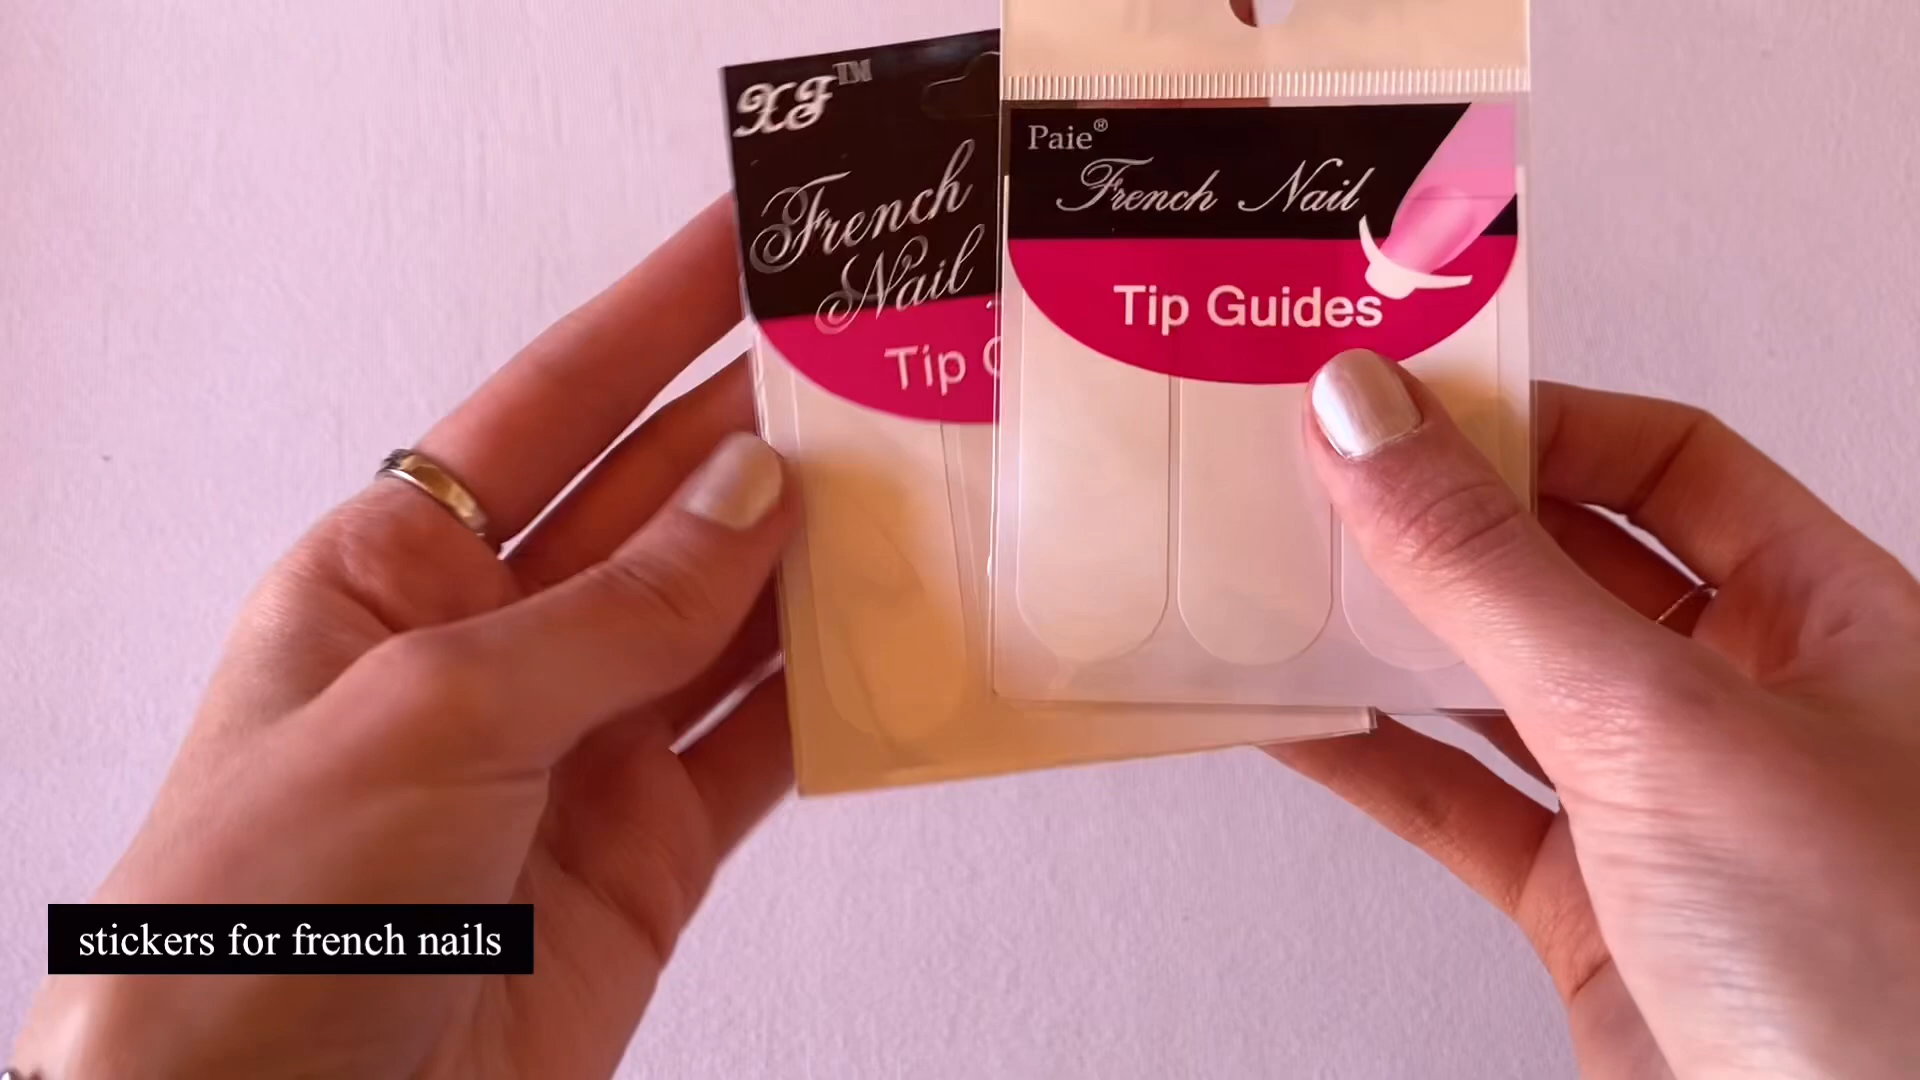 XF™
French
Nail
Tip
Paie®
French Nail
Tip Guides
stickers for french nails